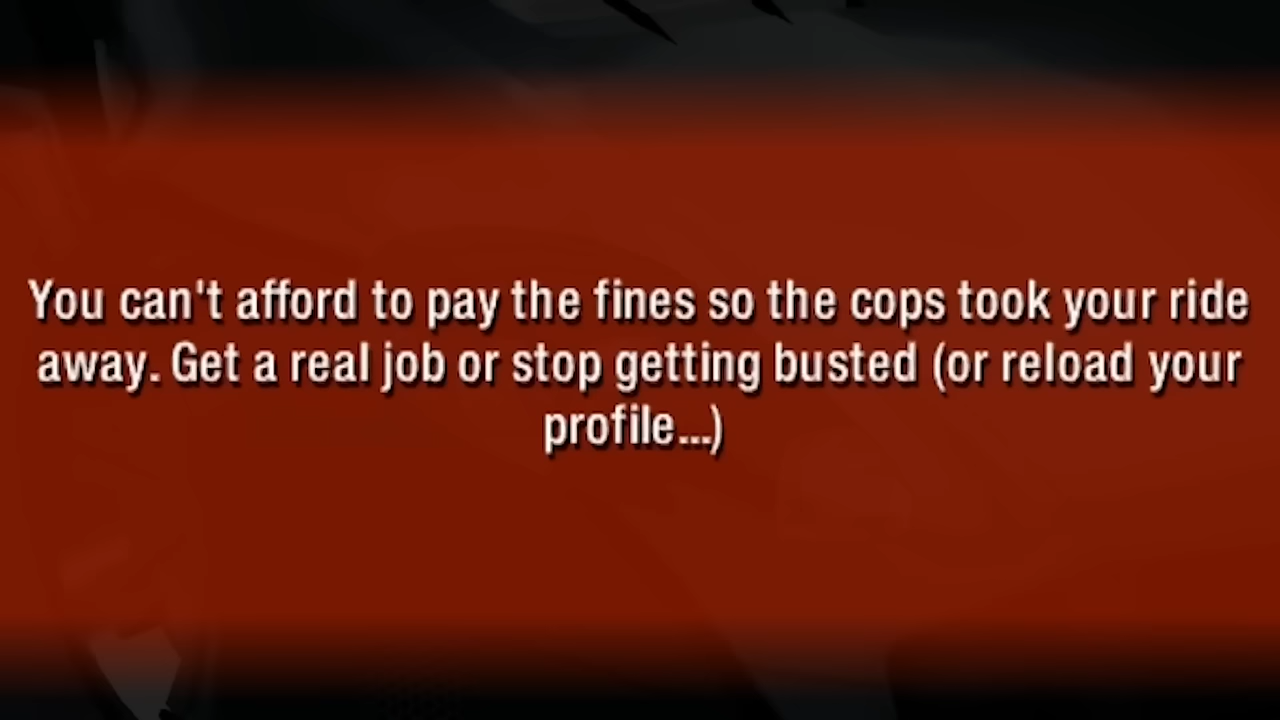 You can't afford to pay the fines so the cops took your ride
away. Get a real job or stop getting busted (or reload your
profile...)